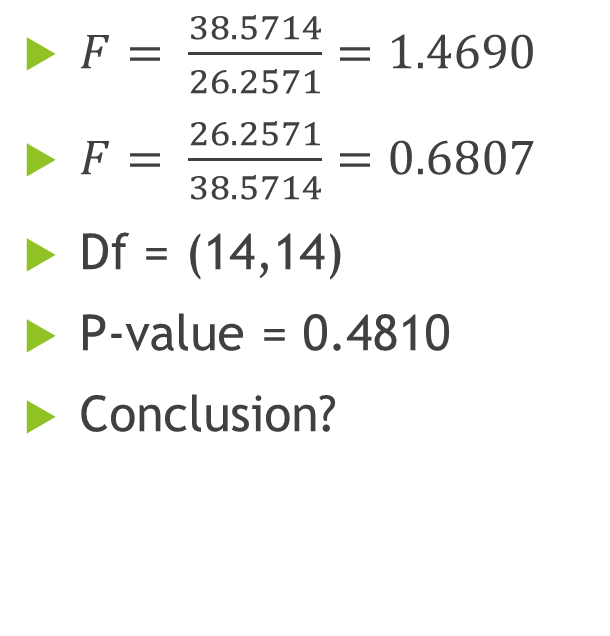 F = 38.5714/26.2571 = 1.4690
F = 26.2571/38.5714 = 0.6807
Df = (14,14)
P-value = 0.4810
Conclusion?